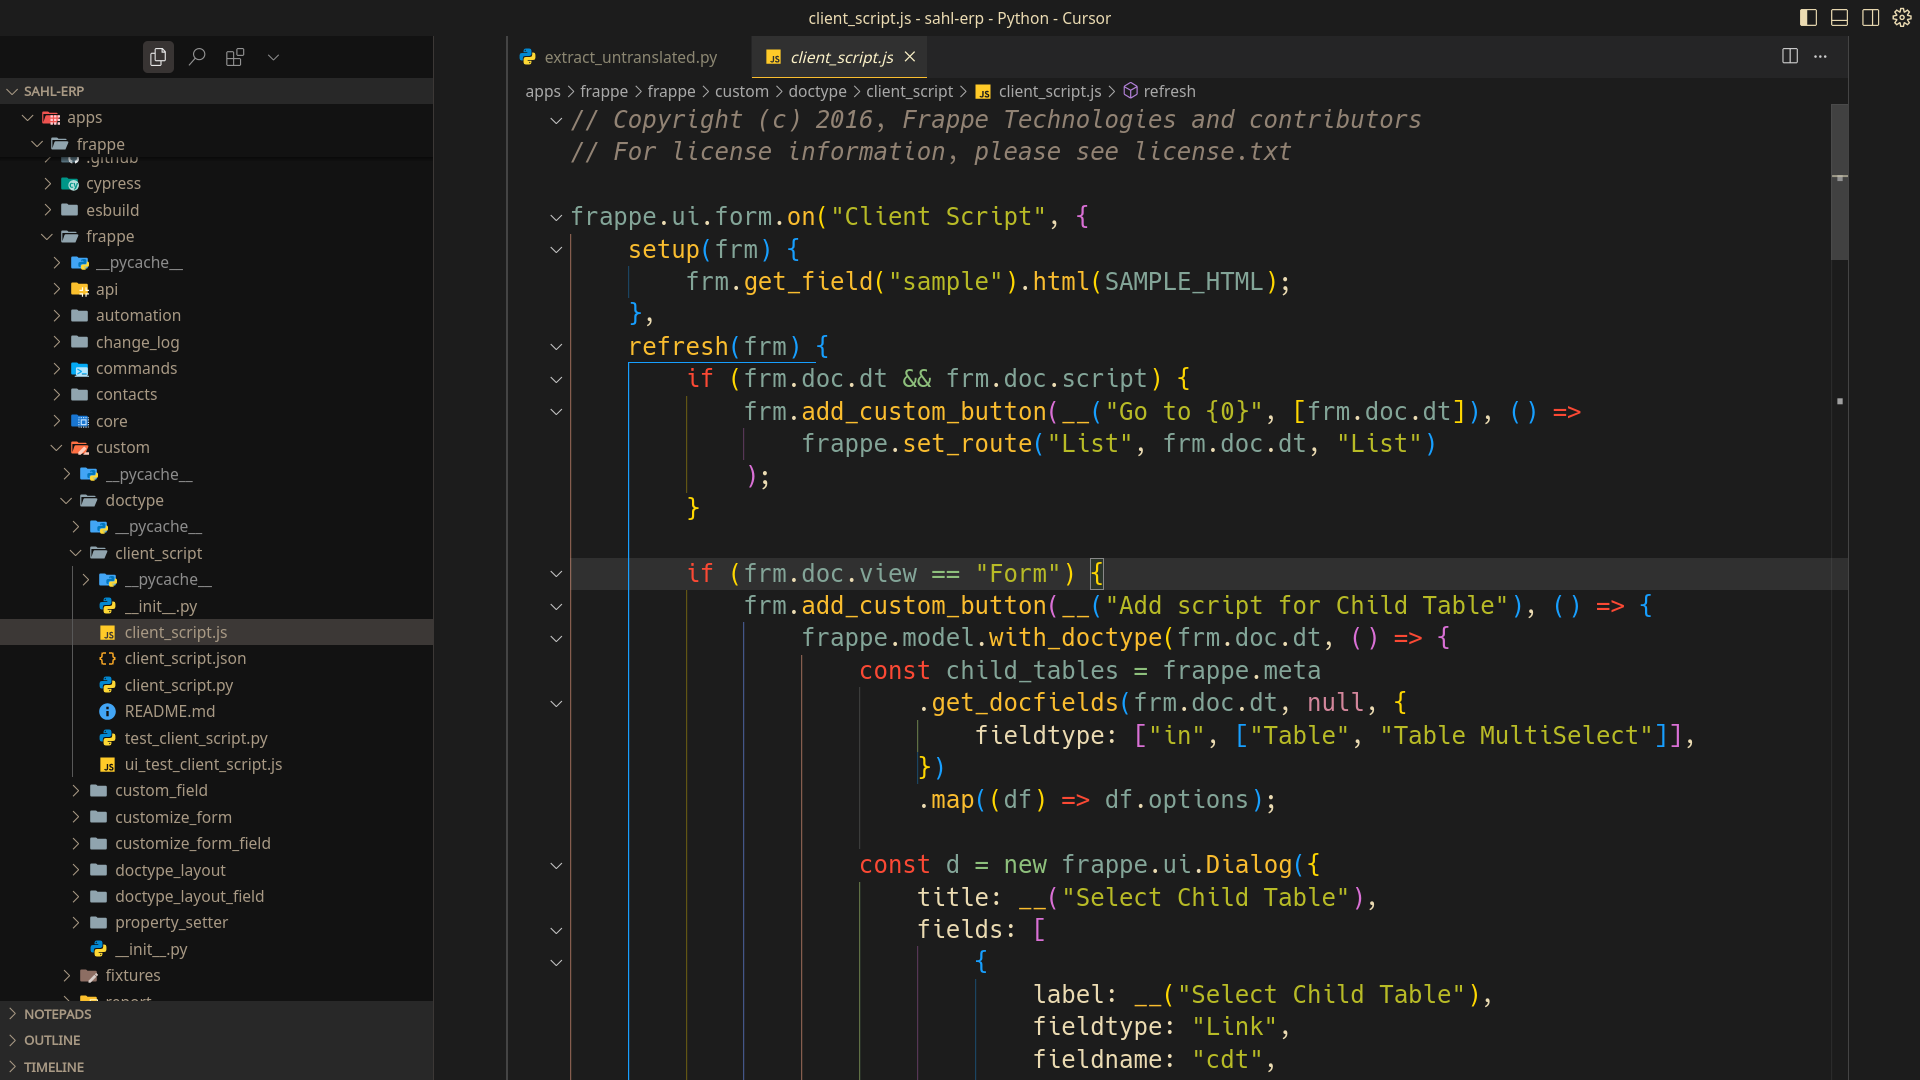 client_script.js - sahl-erp - Python - Cursor
SAHL-ERP
apps
frappe
.github
cypress
esbuild
frappe
__pycache__
api
automation
change_log
commands
contacts
core
custom
__pycache__
doctype
__pycache__
client_script
__pycache__
__init__.py
client_script.js
client_script.json
client_script.py
README.md
test_client_script.py
ui_test_client_script.js
custom_field
customize_form
customize_form_field
doctype_layout
doctype_layout_field
property_setter
__init__.py
fixtures
report
NOTEPADS
OUTLINE
TIMELINE
extract_untranslated.py
client_script.js
apps > frappe > frappe > custom > doctype > client_script > client_script.js > refresh
// Copyright (c) 2016, Frappe Technologies and contributors
// For license information, please see license.txt
frappe.ui.form.on("Client Script", {
setup(frm) {
frm.get_field("sample").html(SAMPLE_HTML);
},
refresh(frm) {
if (frm.doc.dt && frm.doc.script) {
frm.add_custom_button(__("Go to {0}", [frm.doc.dt]), () =>
frappe.set_route("List", frm.doc.dt, "List")
);
}
if (frm.doc.view == "Form") {
frm.add_custom_button(__("Add script for Child Table"), () => {
frappe.model.with_doctype(frm.doc.dt, () => {
const child_tables = frappe.meta
.get_docfields(frm.doc.dt, null, {
fieldtype: ["in", ["Table", "Table MultiSelect"]],
})
.map((df) => df.options);
const d = new frappe.ui.Dialog({
title: __("Select Child Table"),
fields: [
{
label: __("Select Child Table"),
fieldtype: "Link",
fieldname: "cdt",